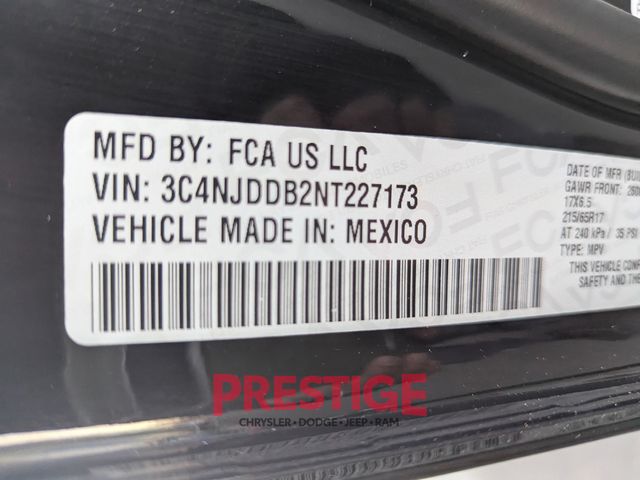 MFD BY: FCA US LLC
VIN: 3C4NJDDB2NT227173
VEHICLE MADE IN: MEXICO
DATE OF MFR
GAWR FRONT:
17X6.5
215/65R17
AT 240 kPa / 35 PSI
TYPE: MPV
THIS VEHICLE
SAFETY AND THE
PRESTIGE
CHRYSLER • DODGE • JEEP • RAM